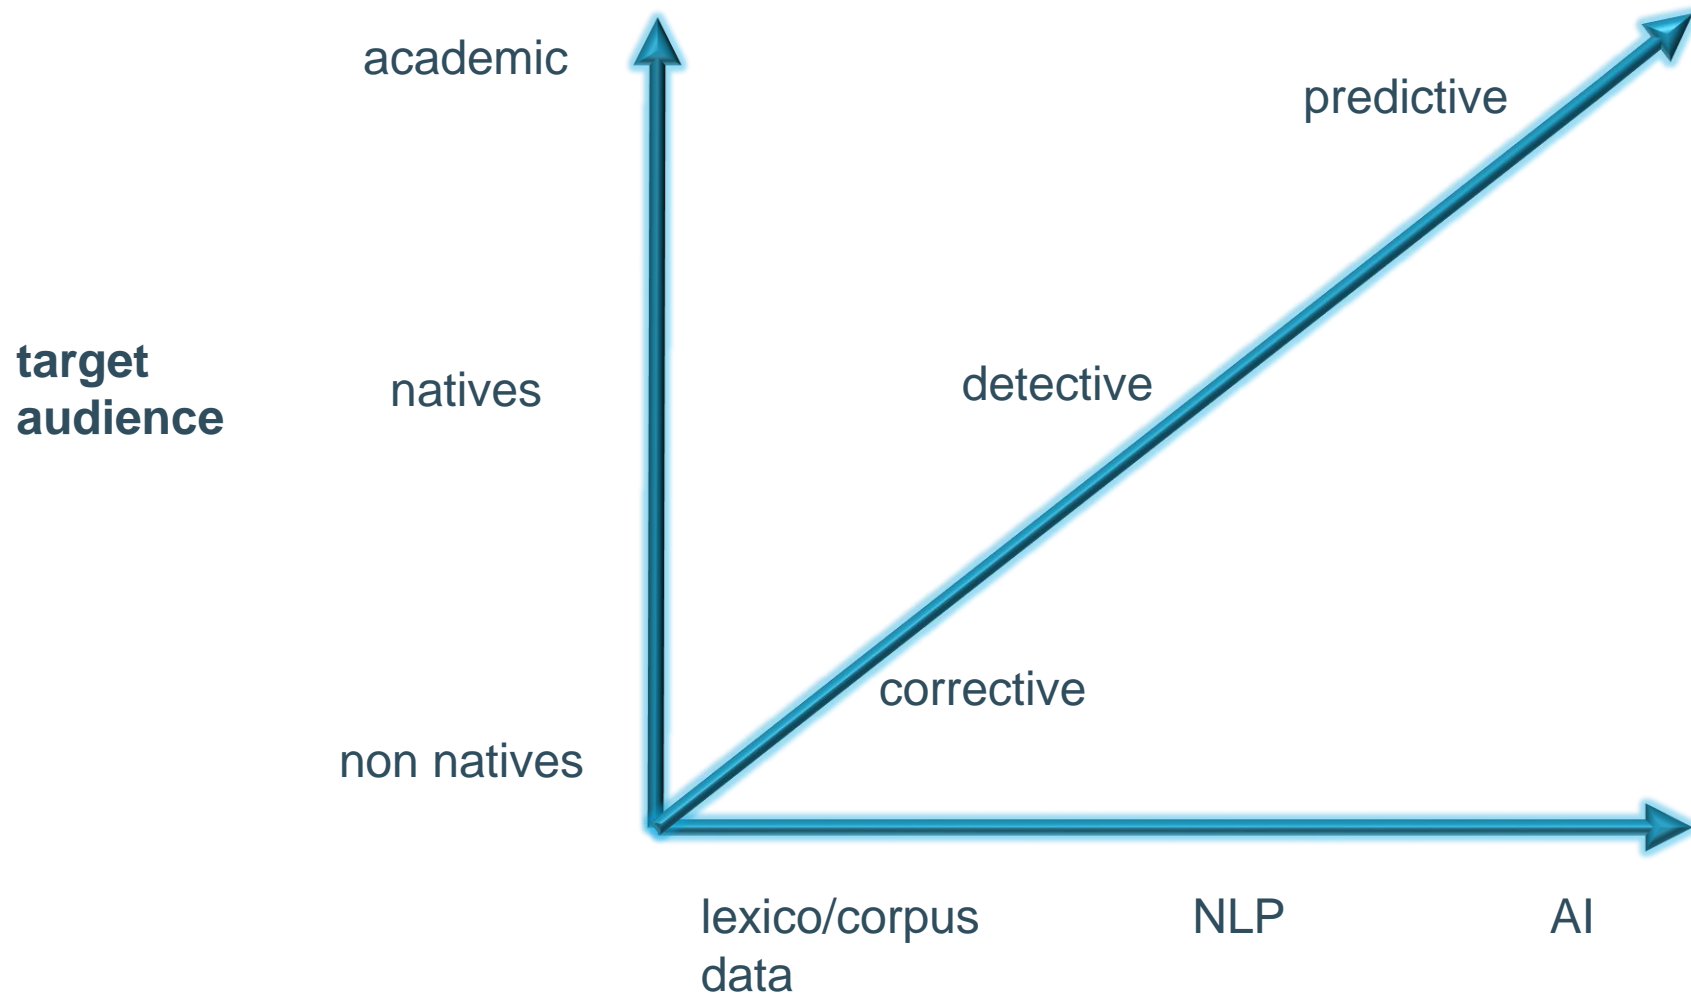 academic
predictive
target
audience
natives
detective
corrective
non natives
lexico/corpus
data
NLP
AI